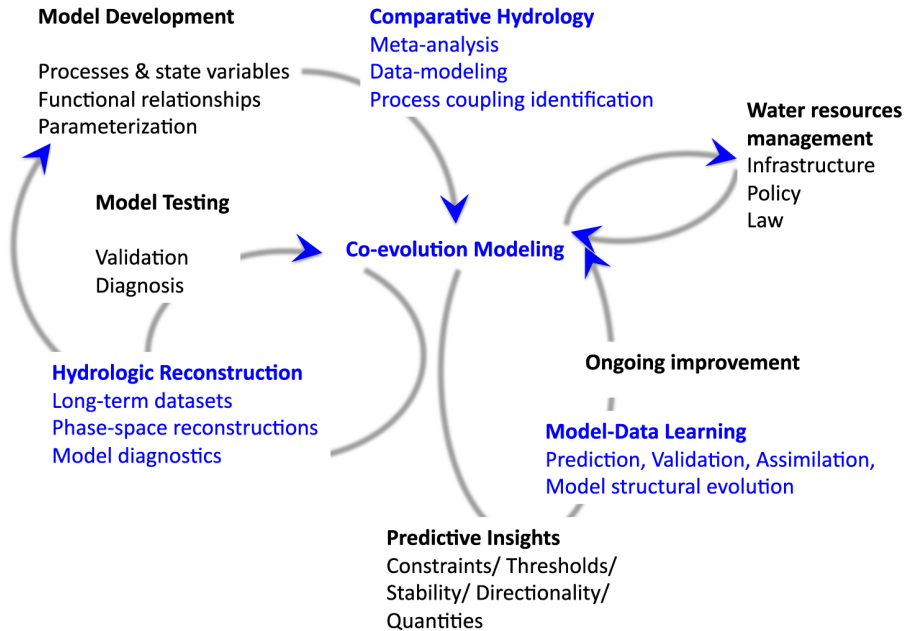 Model Development
Processes & state variables
Functional relationships
Parameterization
Comparative Hydrology
Meta-analysis
Data-modeling
Process coupling identification
Water resources
management
Infrastructure
Policy
Law
Model Testing
Validation
Diagnosis
Co-evolution Modeling
Hydrologic Reconstruction
Long-term datasets
Phase-space reconstructions
Model diagnostics
Ongoing improvement
Model-Data Learning
Prediction, Validation, Assimilation,
Model structural evolution
Predictive Insights
Constraints/ Thresholds/
Stability/ Directionality/
Quantities